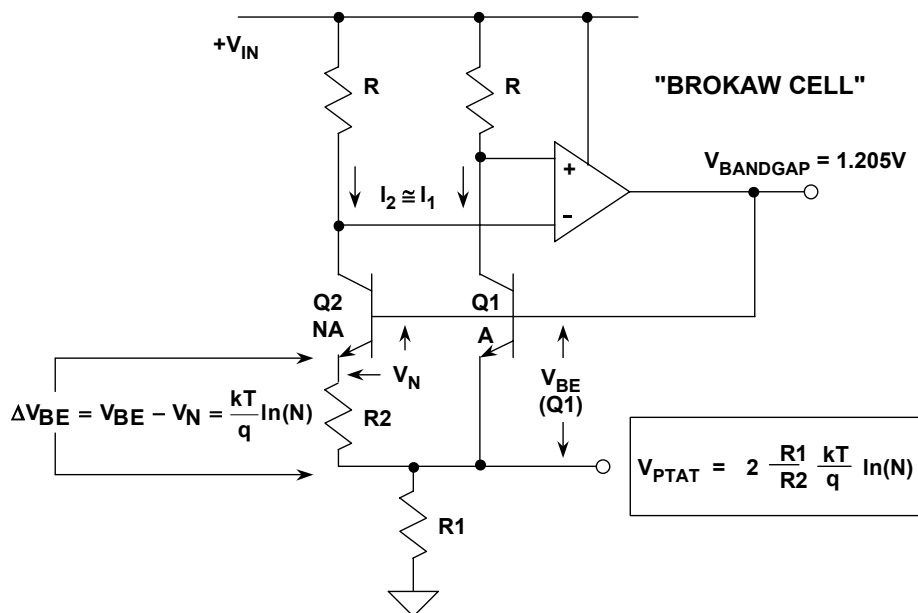 +VIN
R
R
"BROKAW CELL"
VBANDGAP = 1.205V
+
I2 ≅ I1
–
Q2
NA
Q1
A
VN
VBE
(Q1)
ΔVBE = VBE – VN = kT/q ln(N)
R2
VPTAT = 2 R1/R2 kT/q ln(N)
R1